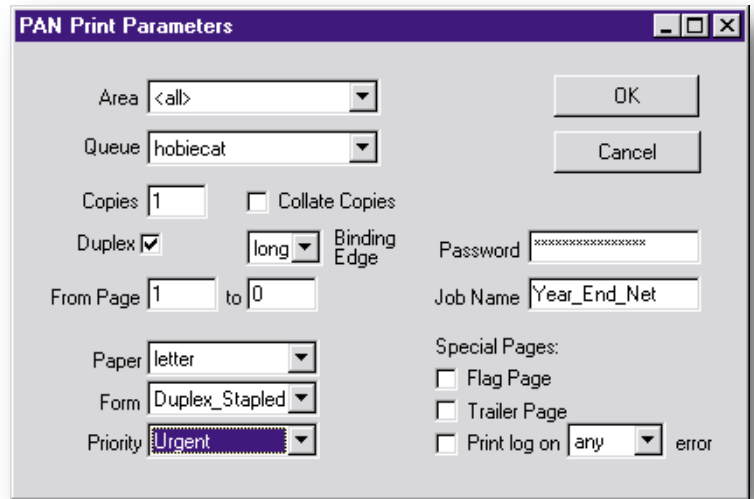 PAN Print Parameters
Area <all>
OK
Queue hobiecat
Cancel
Copies 1 Collate Copies
Duplex long Binding Edge
Password ****************
From Page 1 to 0
Job Name Year_End_Net
Paper letter
Special Pages:
Flag Page
Form Duplex_Stapled
Trailer Page
Priority Urgent
Print log on any error